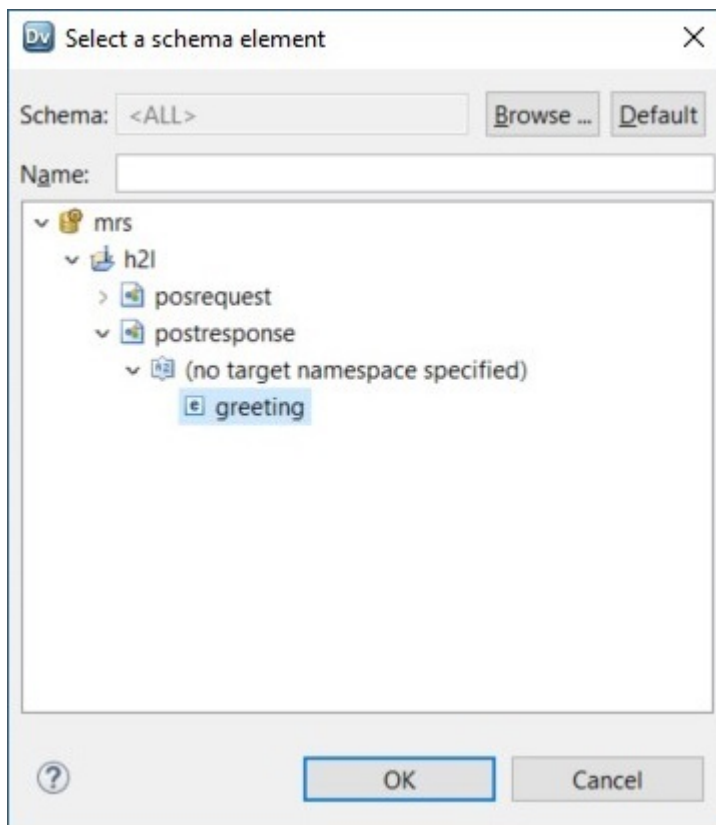 Dv Select a schema element
Schema: <ALL> Browse ... Default
Name:
mrs
h2l
posrequest
postresponse
(no target namespace specified)
e greeting
? OK Cancel